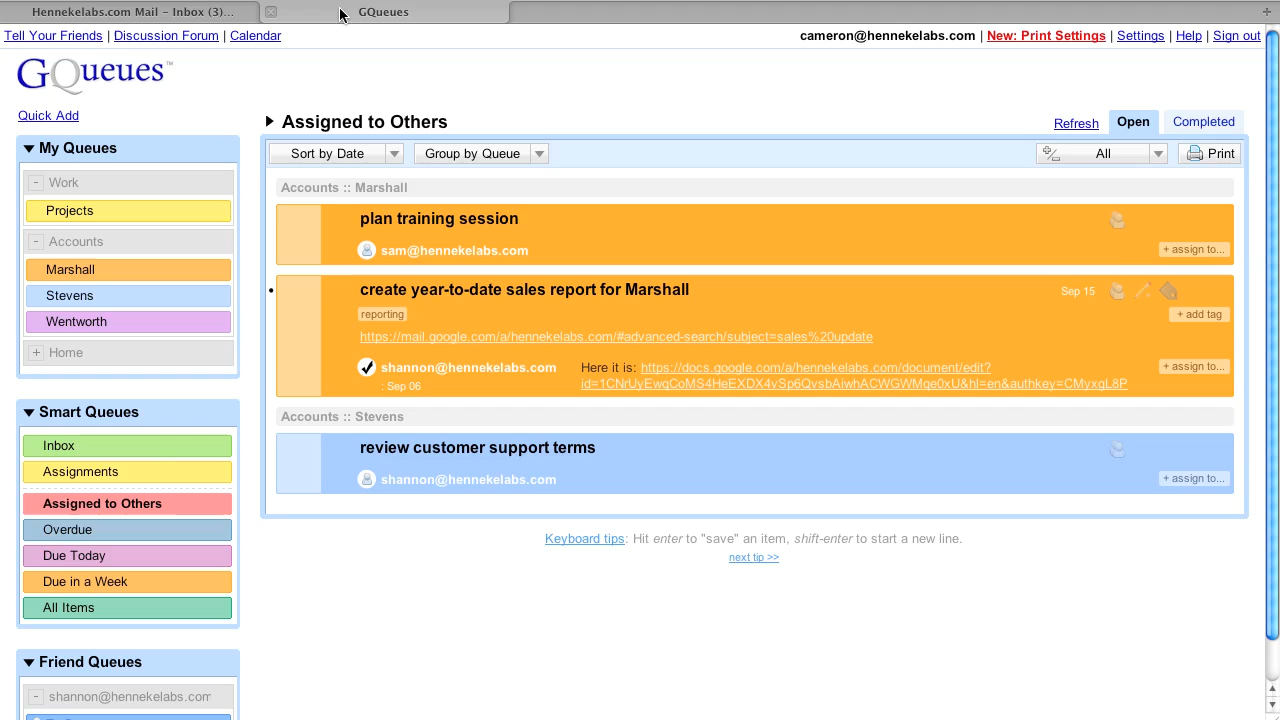 Hennekelabs.com Mail – Inbox (3)...
GQueues
Tell Your Friends | Discussion Forum | Calendar
cameron@hennekelabs.com | New: Print Settings | Settings | Help | Sign out
GQueues™
Quick Add
My Queues
- Work
Projects
- Accounts
Marshall
Stevens
Wentworth
+ Home
Smart Queues
Inbox
Assignments
Assigned to Others
Overdue
Due Today
Due in a Week
All Items
Friend Queues
- shannon@hennekelabs.com
Assigned to Others
Refresh
Open
Completed
Sort by Date
Group by Queue
All
Print
Accounts :: Marshall
plan training session
sam@hennekelabs.com
+ assign to...
create year-to-date sales report for Marshall
Sep 15
reporting
+ add tag
https://mail.google.com/a/hennekelabs.com/#advanced-search/subject=sales%20update
shannon@hennekelabs.com
: Sep 06
Here it is: https://docs.google.com/a/hennekelabs.com/document/edit?
id=1CNrUyEwqCoMS4HeEXDX4vSp6QvsbAiwhACWGWMqe0xU&hl=en&authkey=CMyxgL8P
+ assign to...
Accounts :: Stevens
review customer support terms
shannon@hennekelabs.com
+ assign to...
Keyboard tips: Hit enter to "save" an item, shift-enter to start a new line.
next tip >>